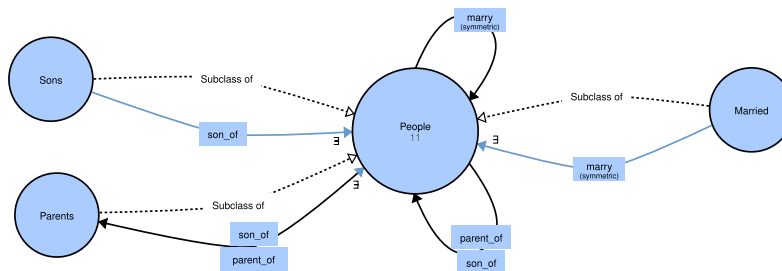 marry
(symmetric)
Sons
Subclass of
Subclass of
People
11
Married
son_of
∃
∃
marry
(symmetric)
∃
Subclass of
Parents
son_of
parent_of
parent_of
son_of